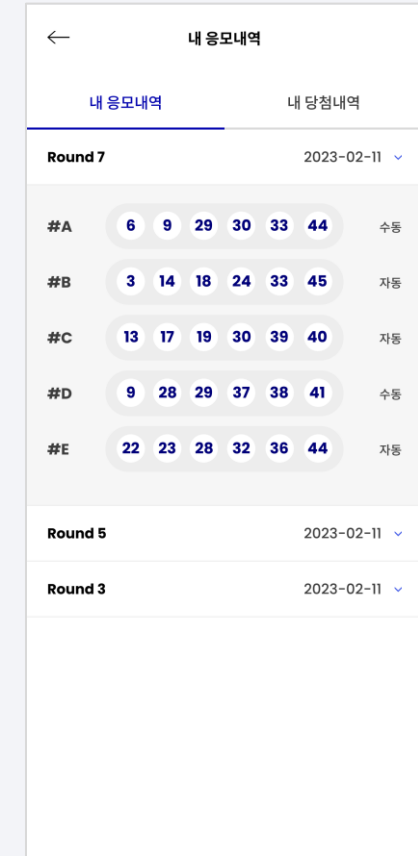 내 응모내역
내 응모내역 내 당첨내역
Round 7 2023-02-11
#A 6 9 29 30 33 44 수동
#B 3 14 18 24 33 45 자동
#C 13 17 19 30 39 40 자동
#D 9 28 29 37 38 41 수동
#E 22 23 28 32 36 44 자동
Round 5 2023-02-11
Round 3 2023-02-11